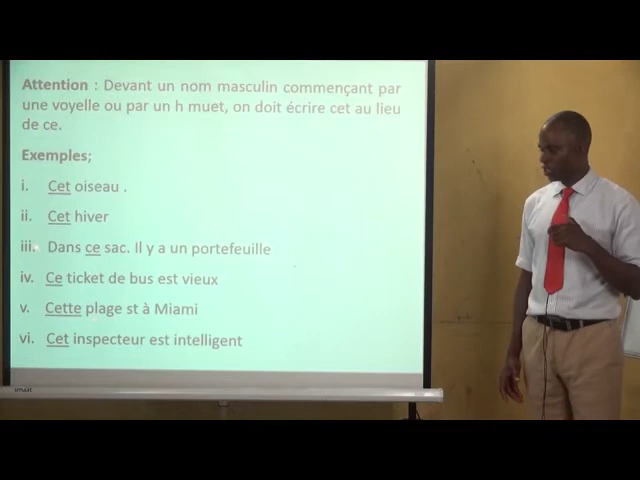 Attention : Devant un nom masculin commençant par
une voyelle ou par un h muet, on doit écrire cet au lieu
de ce.
Exemples;
i. Cet oiseau .
ii. Cet hiver
iii. Dans ce sac. Il y a un portefeuille
iv. Ce ticket de bus est vieux
v. Cette plage st à Miami
vi. Cet inspecteur est intelligent